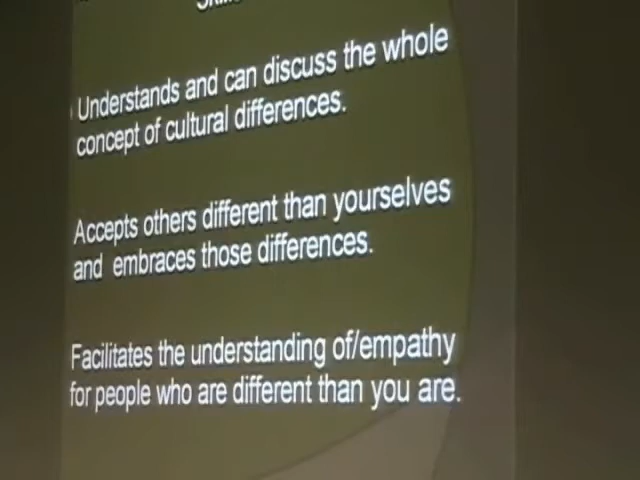 Understands and can discuss the whole
concept of cultural differences.
Accepts others different than yourselves
and embraces those differences.
Facilitates the understanding of/empathy
for people who are different than you are.